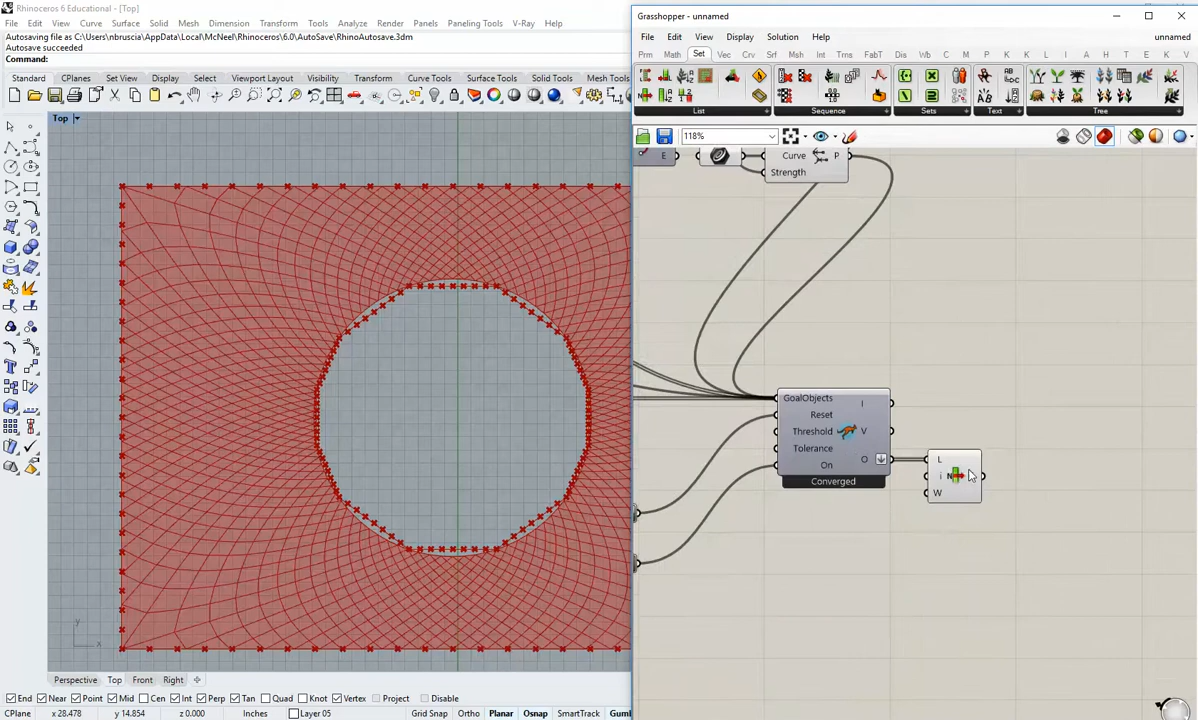 Rhinoceros 6 Educational - [Top]
File Edit View Curve Surface Solid Mesh Dimension Transform Tools Analyze Render Panels Paneling Tools V-Ray Help
Autosaving file as C:\Users\nbruscia\AppData\Local\McNeel\Rhinoceros\6.0\AutoSave\RhinoAutosave.3dm
Autosave succeeded
Command:
Standard CPlanes Set View Display Select Viewport Layout Visibility Transform Curve Tools Surface Tools Solid Tools Mesh Tools
Top
y
x
Perspective Top Front Right
End Near Point Mid Cen Int Perp Tan Quad Knot Vertex Project Disable
CPlane x 28.478 y 14.854 z 0.000 Inches Layer 05 Grid Snap Ortho Planar Osnap SmartTrack Gumb
Grasshopper - unnamed
File Edit View Display Solution Help unnamed
Prm Math Set Vec Crv Srf Msh Int Trns FabT Dis Wb C K M P K E L H U
List Sequence Sets Tree
118%
E Curve P
Strength
GoalObjects I
Reset
Threshold V
Tolerance
On O
Converged
L
i
W